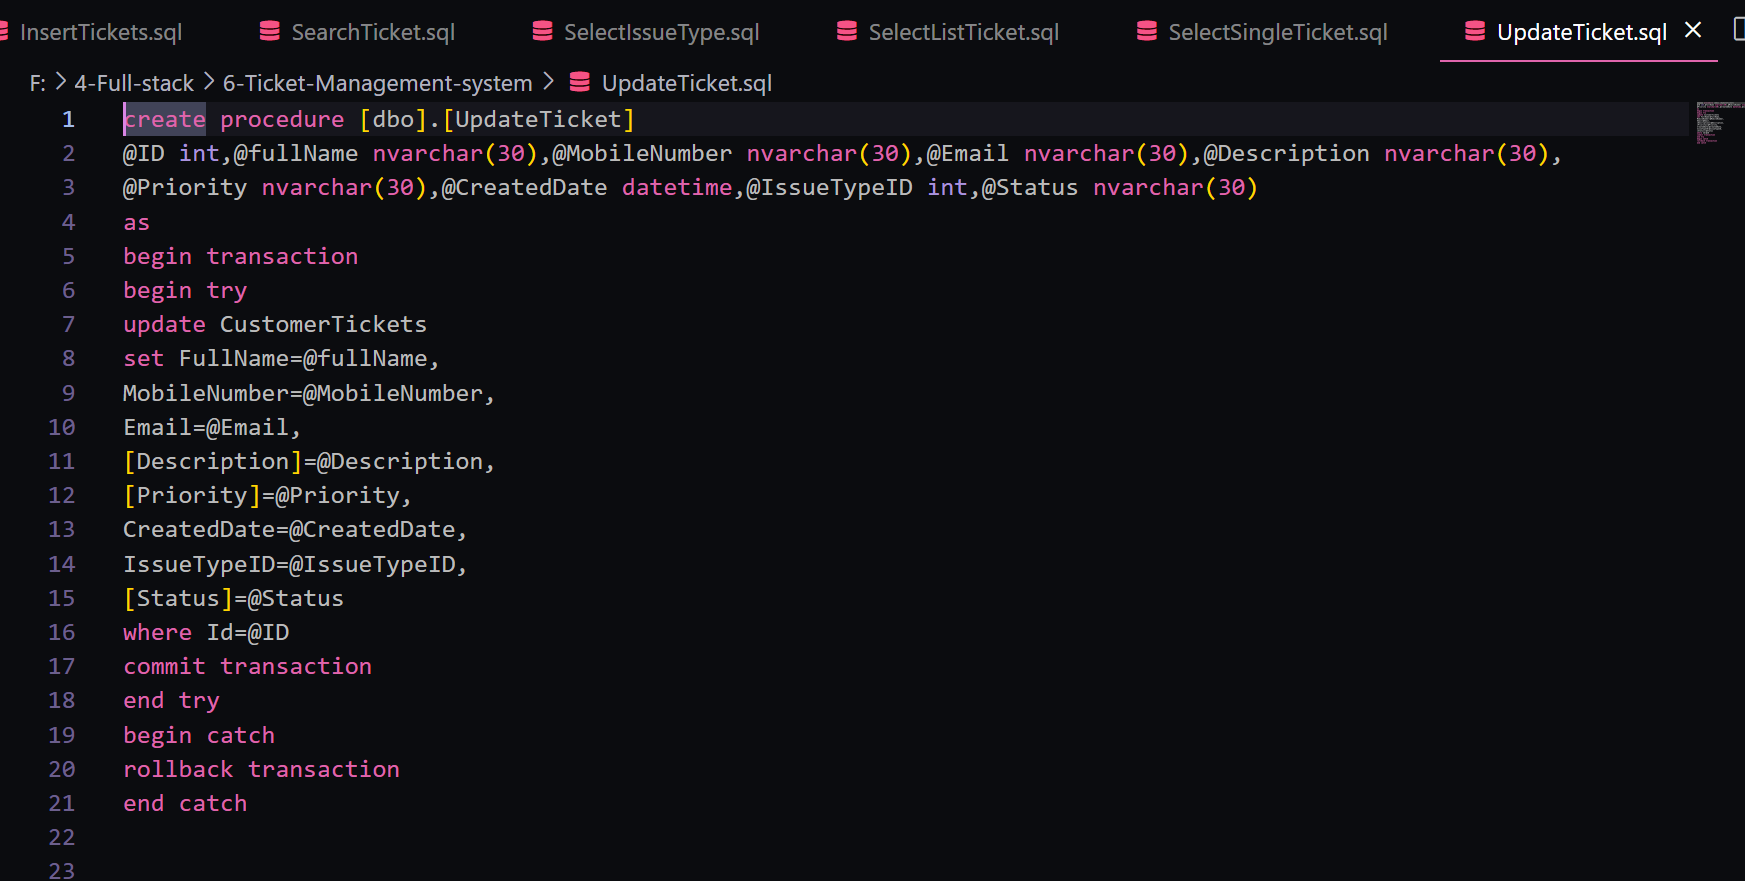 InsertTickets.sql SearchTicket.sql SelectIssueType.sql SelectListTicket.sql SelectSingleTicket.sql UpdateTicket.sql
F: > 4-Full-stack > 6-Ticket-Management-system > UpdateTicket.sql
1 create procedure [dbo].[UpdateTicket]
2 @ID int,@fullName nvarchar(30),@MobileNumber nvarchar(30),@Email nvarchar(30),@Description nvarchar(30),
3 @Priority nvarchar(30),@CreatedDate datetime,@IssueTypeID int,@Status nvarchar(30)
4 as
5 begin transaction
6 begin try
7 update CustomerTickets
8 set FullName=@fullName,
9 MobileNumber=@MobileNumber,
10 Email=@Email,
11 [Description]=@Description,
12 [Priority]=@Priority,
13 CreatedDate=@CreatedDate,
14 IssueTypeID=@IssueTypeID,
15 [Status]=@Status
16 where Id=@ID
17 commit transaction
18 end try
19 begin catch
20 rollback transaction
21 end catch
22
23